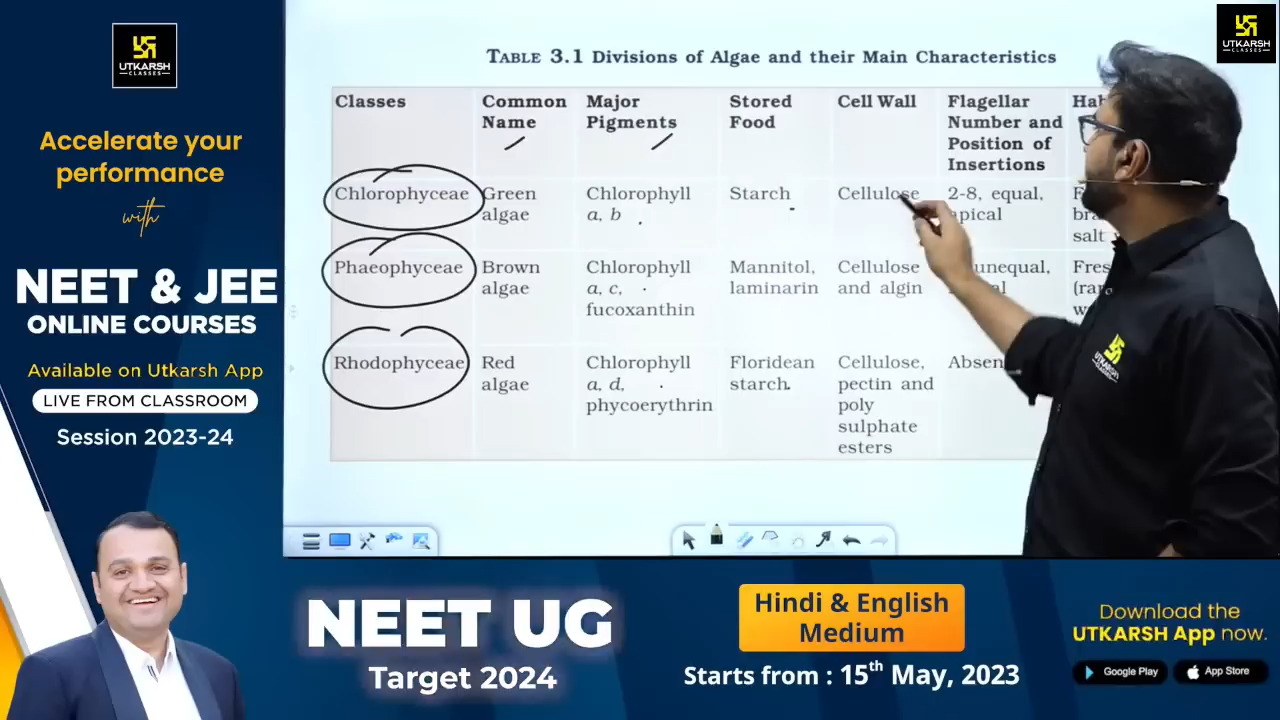 UTKARSH
CLASSES
Accelerate your
performance
with
NEET & JEE
ONLINE COURSES
Available on Utkarsh App
LIVE FROM CLASSROOM
Session 2023-24
TABLE 3.1 Divisions of Algae and their Main Characteristics
Classes
Common
Name
Major
Pigments
Stored
Food
Cell Wall
Flagellar
Number and
Position of
Insertions
Chlorophyceae
Green
algae
Chlorophyll
a, b
Starch
Cellulose
2-8, equal,
apical
salt
Phaeophyceae
Brown
algae
Chlorophyll
a, c,
fucoxanthin
Mannitol,
laminarin
Cellulose
and algin
unequal,
Rhodophyceae
Red
algae
Chlorophyll
a, d,
phycoerythrin
Floridean
starch
Cellulose,
pectin and
poly
sulphate
esters
UTKARSH
CLASSES
UTKARSH
CLASSES
NEET UG
Target 2024
Hindi & English
Medium
Starts from : 15th May, 2023
Download the
UTKARSH App now.
Google Play
App Store